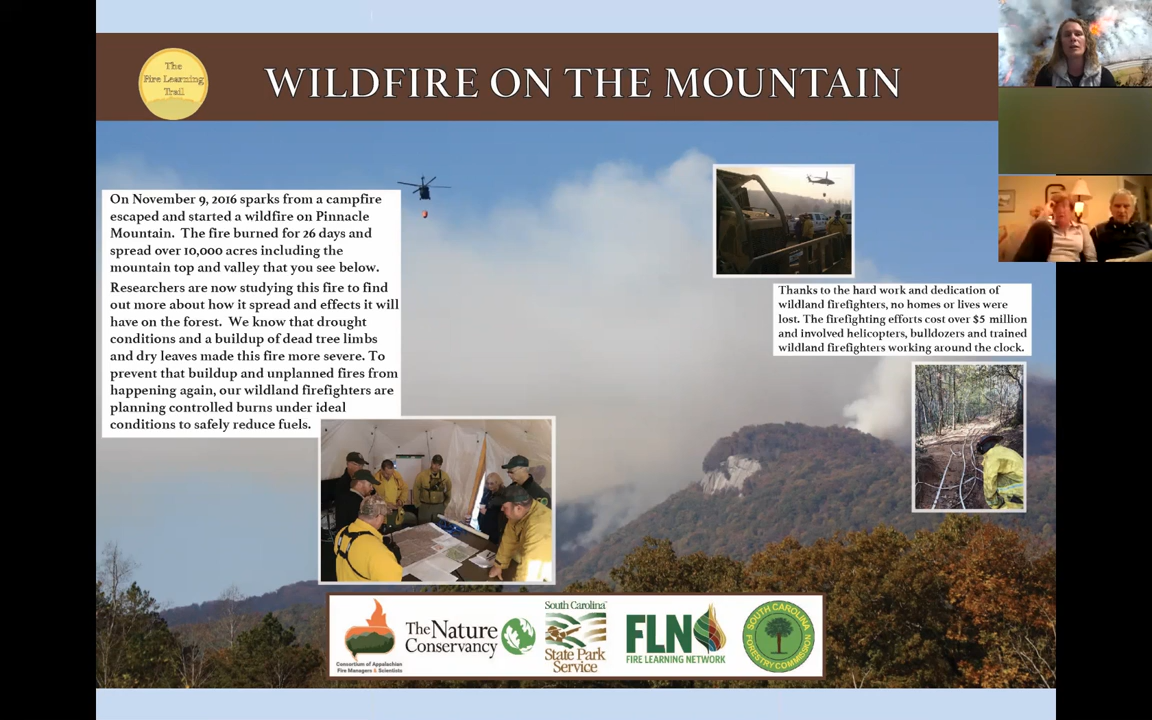 The
Fire Learning
Trail
WILDFIRE ON THE MOUNTAIN
On November 9, 2016 sparks from a campfire
escaped and started a wildfire on Pinnacle
Mountain. The fire burned for 26 days and
spread over 10,000 acres including the
mountain top and valley that you see below.
Researchers are now studying this fire to find
out more about how it spread and effects it will
have on the forest. We know that drought
conditions and a buildup of dead tree limbs
and dry leaves made this fire more severe. To
prevent that buildup and unplanned fires from
happening again, our wildland firefighters are
planning controlled burns under ideal
conditions to safely reduce fuels.
Thanks to the hard work and dedication of
wildland firefighters, no homes or lives were
lost. The firefighting efforts cost over $5 million
and involved helicopters, bulldozers and trained
wildland firefighters working around the clock.
Consortium of Appalachian
Fire Managers & Scientists
The Nature
Conservancy
South Carolina
State Park
Service
FLN
FIRE LEARNING NETWORK
SOUTH CAROLINA
FORESTRY COMMISSION